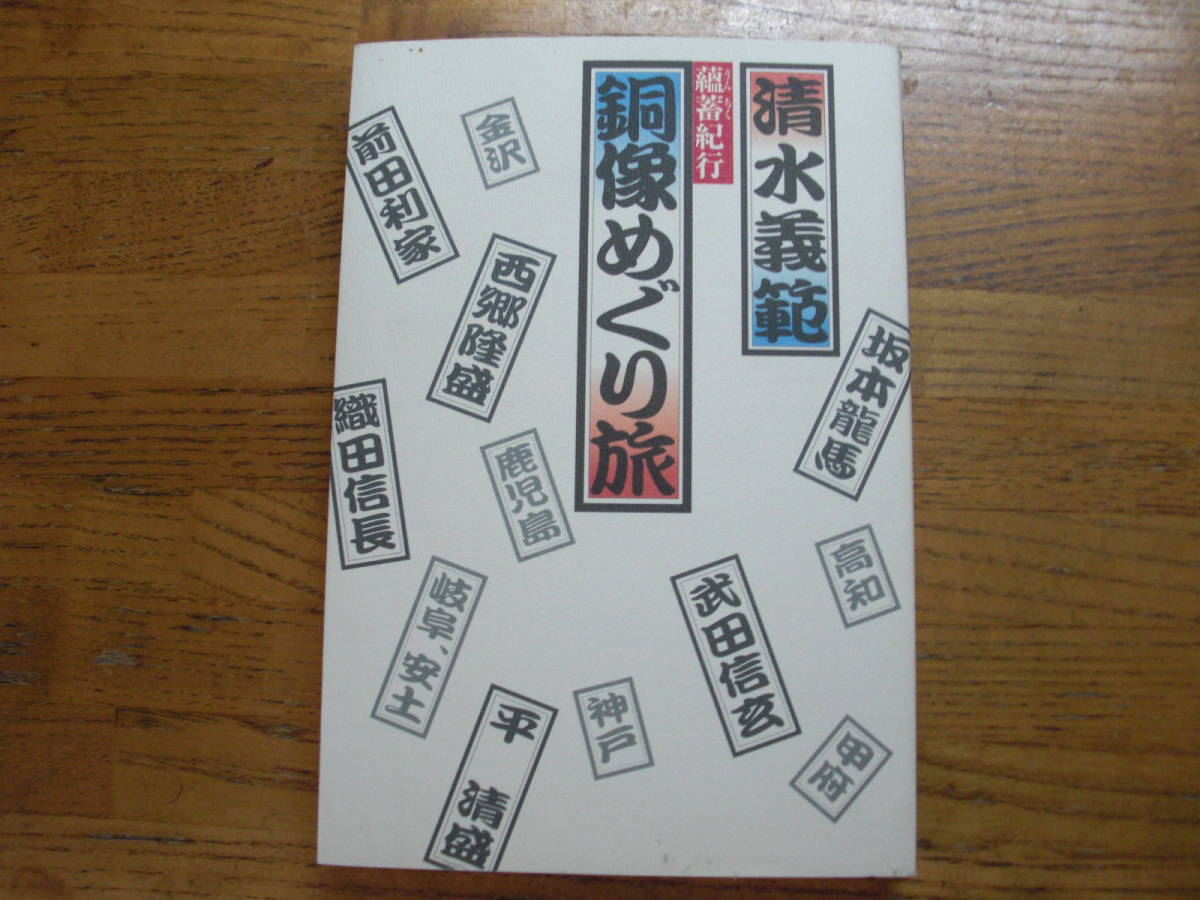 清水義範
蘊蓄紀行
うんちく
銅像めぐり旅
金沢
前田利家
西郷隆盛
坂本龍馬
織田信長
鹿児島
高知
岐阜、安土
武田信玄
神戸
平 清盛
甲府